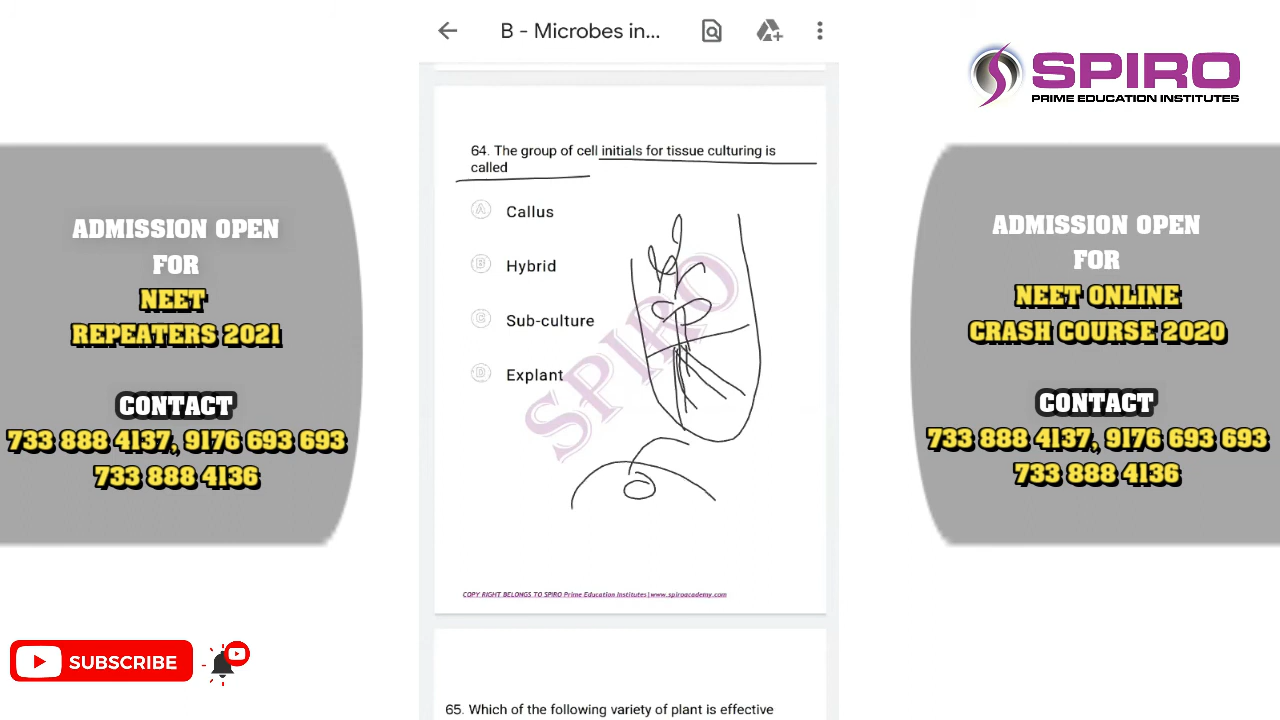 B - Microbes in...
SPIRO
PRIME EDUCATION INSTITUTES
64. The group of cell initials for tissue culturing is
called
A Callus
B Hybrid
C Sub-culture
D Explant
SPIRO
COPY RIGHT BELONGS TO SPIRO Prime Education Institutes|www.spiroacademy.com
65. Which of the following variety of plant is effective
ADMISSION OPEN
FOR
NEET
REPEATERS 2021
CONTACT
733 888 4137, 9176 693 693
733 888 4136
ADMISSION OPEN
FOR
NEET ONLINE
CRASH COURSE 2020
CONTACT
733 888 4137, 9176 693 693
733 888 4136
SUBSCRIBE